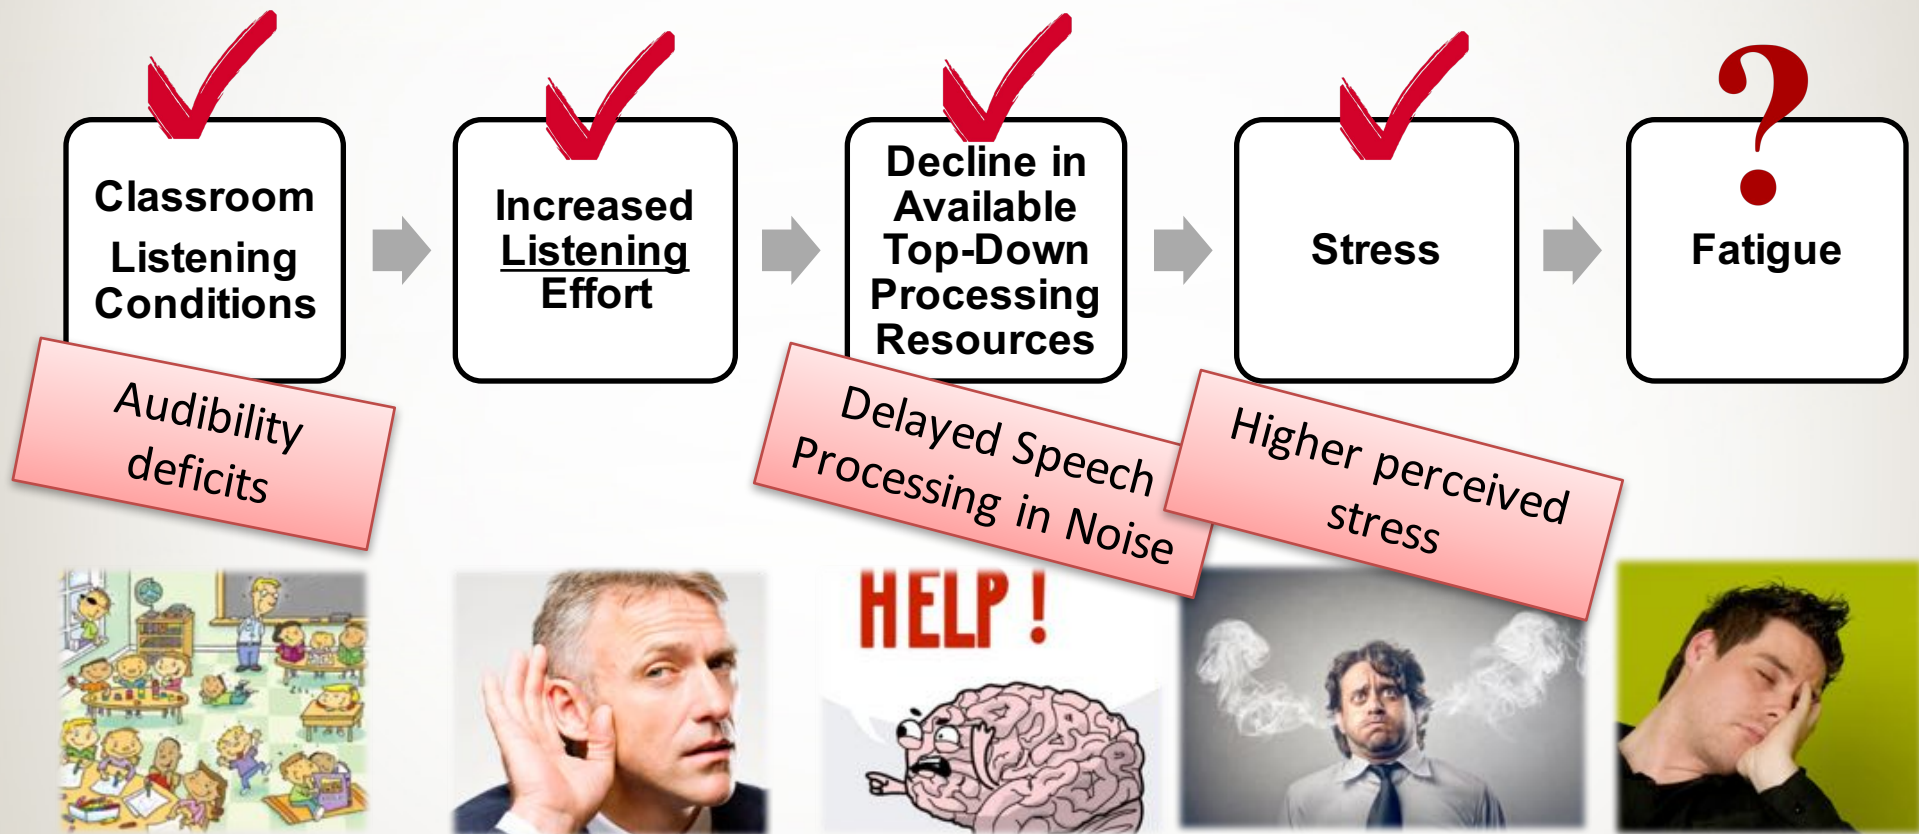 ?
Classroom
Listening
Conditions
Increased
Listening
Effort
Decline in
Available
Top-Down
Processing
Resources
Stress
Fatigue
Audibility
deficits
Delayed Speech
Processing in Noise
Higher perceived
stress
HELP !